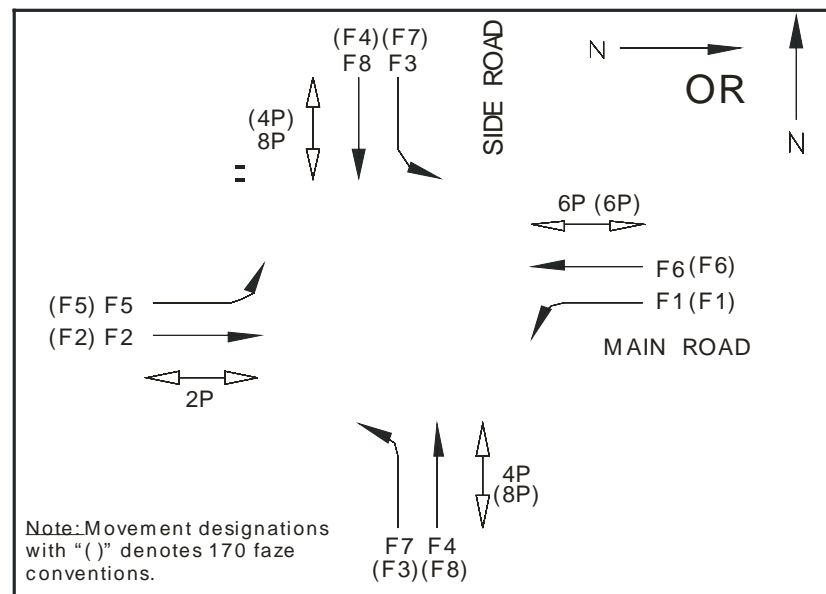 (F4)(F7)
F8 F3
SIDE ROAD
N
OR
N
(4P)
8P
6P (6P)
F6(F6)
F1(F1)
MAIN ROAD
(F5) F5
(F2) F2
2P
4P
(8P)
F7 F4
(F3)(F8)
Note: Movement designations
with “( )” denotes 170 faze
conventions.